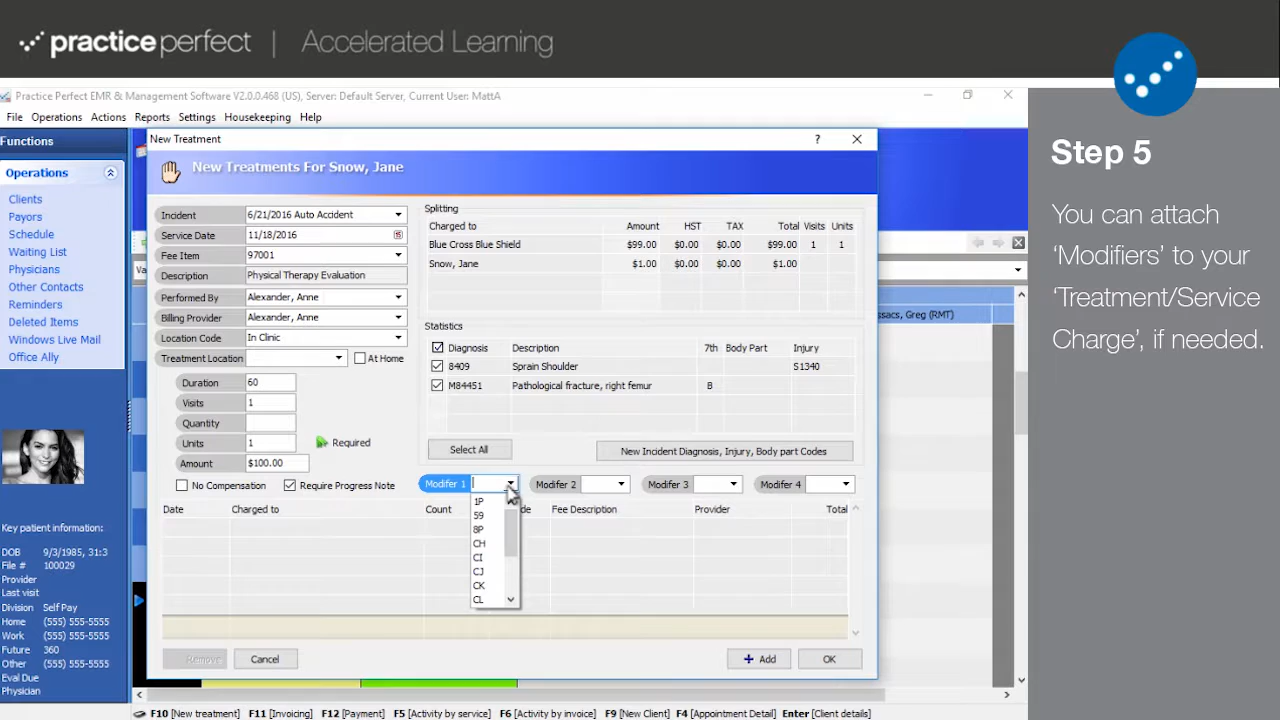 practiceperfect | Accelerated Learning
Practice Perfect EMR & Management Software V2.0.0.468 (US), Server: Default Server, Current User: MattA
File Operations Actions Reports Settings Housekeeping Help
Functions
Operations
Clients
Payors
Schedule
Waiting List
Physicians
Other Contacts
Reminders
Deleted Items
Windows Live Mail
Office Ally
Key patient information:
DOB 9/3/1985, 31:3
File # 100029
Provider
Last visit
Division Self Pay
Home (555) 555-5555
Work (555) 555-5555
Future 360
Other (555) 555-5555
Eval Due
Physician
New Treatment ?
New Treatments For Snow, Jane
Incident 6/21/2016 Auto Accident
Service Date 11/18/2016
Fee Item 97001
Description Physical Therapy Evaluation
Performed By Alexander, Anne
Billing Provider Alexander, Anne
Location Code In Clinic
Treatment Location At Home
Duration 60
Visits 1
Quantity
Units 1 Required
Amount $100.00
No Compensation Require Progress Note
Splitting
Charged to Amount HST TAX Total Visits Units
Blue Cross Blue Shield $99.00 $0.00 $0.00 $99.00 1 1
Snow, Jane $1.00 $0.00 $0.00 $1.00
Statistics
Diagnosis Description 7th Body Part Injury
8409 Sprain Shoulder S1340
M84451 Pathological fracture, right femur B
Select All New Incident Diagnosis, Injury, Body part Codes
Modifer 1 Modifer 2 Modifer 3 Modifer 4
1P
59
8P
CH
CI
CJ
CK
CL
Date Charged to Count Fee Description Provider Total
Remove Cancel Add OK
ssacs, Greg (RMT)
F10 [New treatment] F11 [Invoicing] F12 [Payment] F5 [Activity by service] F6 [Activity by invoice] F9 [New Client] F4 [Appointment Detail] Enter [Client details]
Step 5
You can attach
‘Modifiers’ to your
‘Treatment/Service
Charge’, if needed.